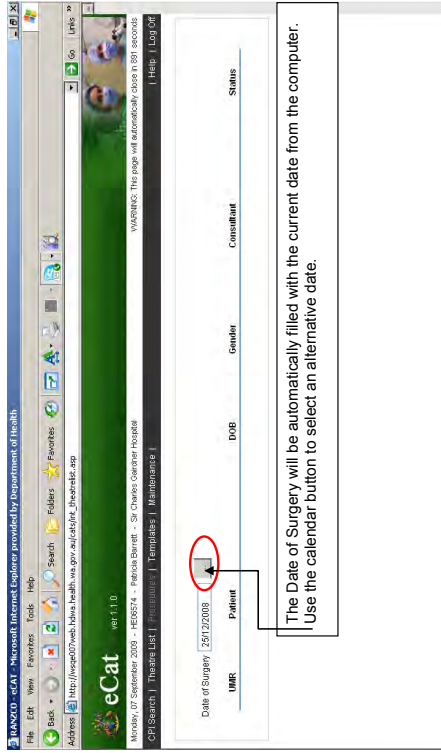 RANZCO - eCAT - Microsoft Internet Explorer provided by Department of Health
File Edit View Favorites Tools Help
Back Search Folders Favorites
Address http://wsqe007web.hdwa.health.wa.gov.au/cats/int_theatrelist.asp Go Links »
eCat ver 1.1.0
Monday, 07 September 2009 - HE06574 - Patricia Barrett - Sir Charles Gairdner Hospital WARNING: This page will automatically close in 891 seconds
CPI Search | Theatre List | Procedures | Templates | Maintenance | | Help | Log Off
Date of Surgery 25/12/2008
UMR Patient DOB Gender Consultant Status
The Date of Surgery will be automatically filled with the current date from the computer.
Use the calendar button to select an alternative date.